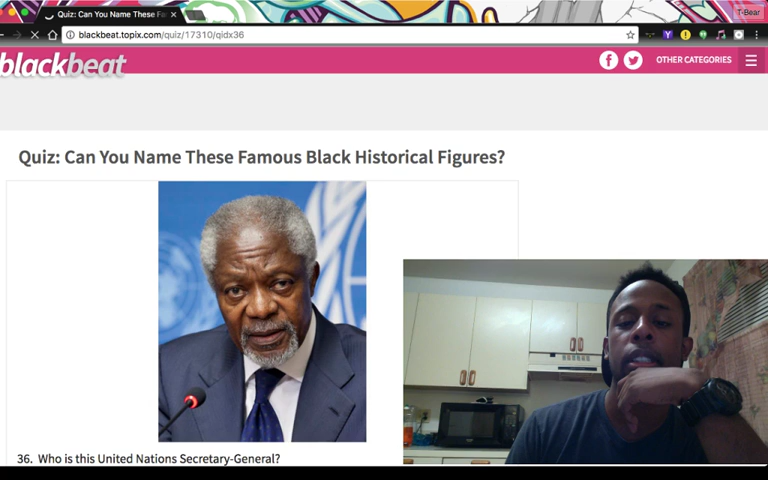 Quiz: Can You Name These Fa
T-Bear
blackbeat.topix.com/quiz/17310/qidx36
blackbeat
OTHER CATEGORIES
Quiz: Can You Name These Famous Black Historical Figures?
36. Who is this United Nations Secretary-General?